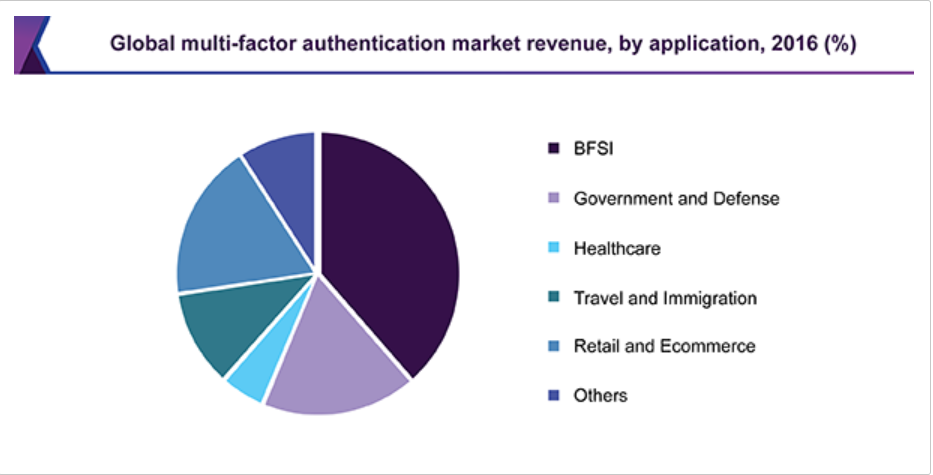 Global multi-factor authentication market revenue, by application, 2016 (%)
BFSI
Government and Defense
Healthcare
Travel and Immigration
Retail and Ecommerce
Others